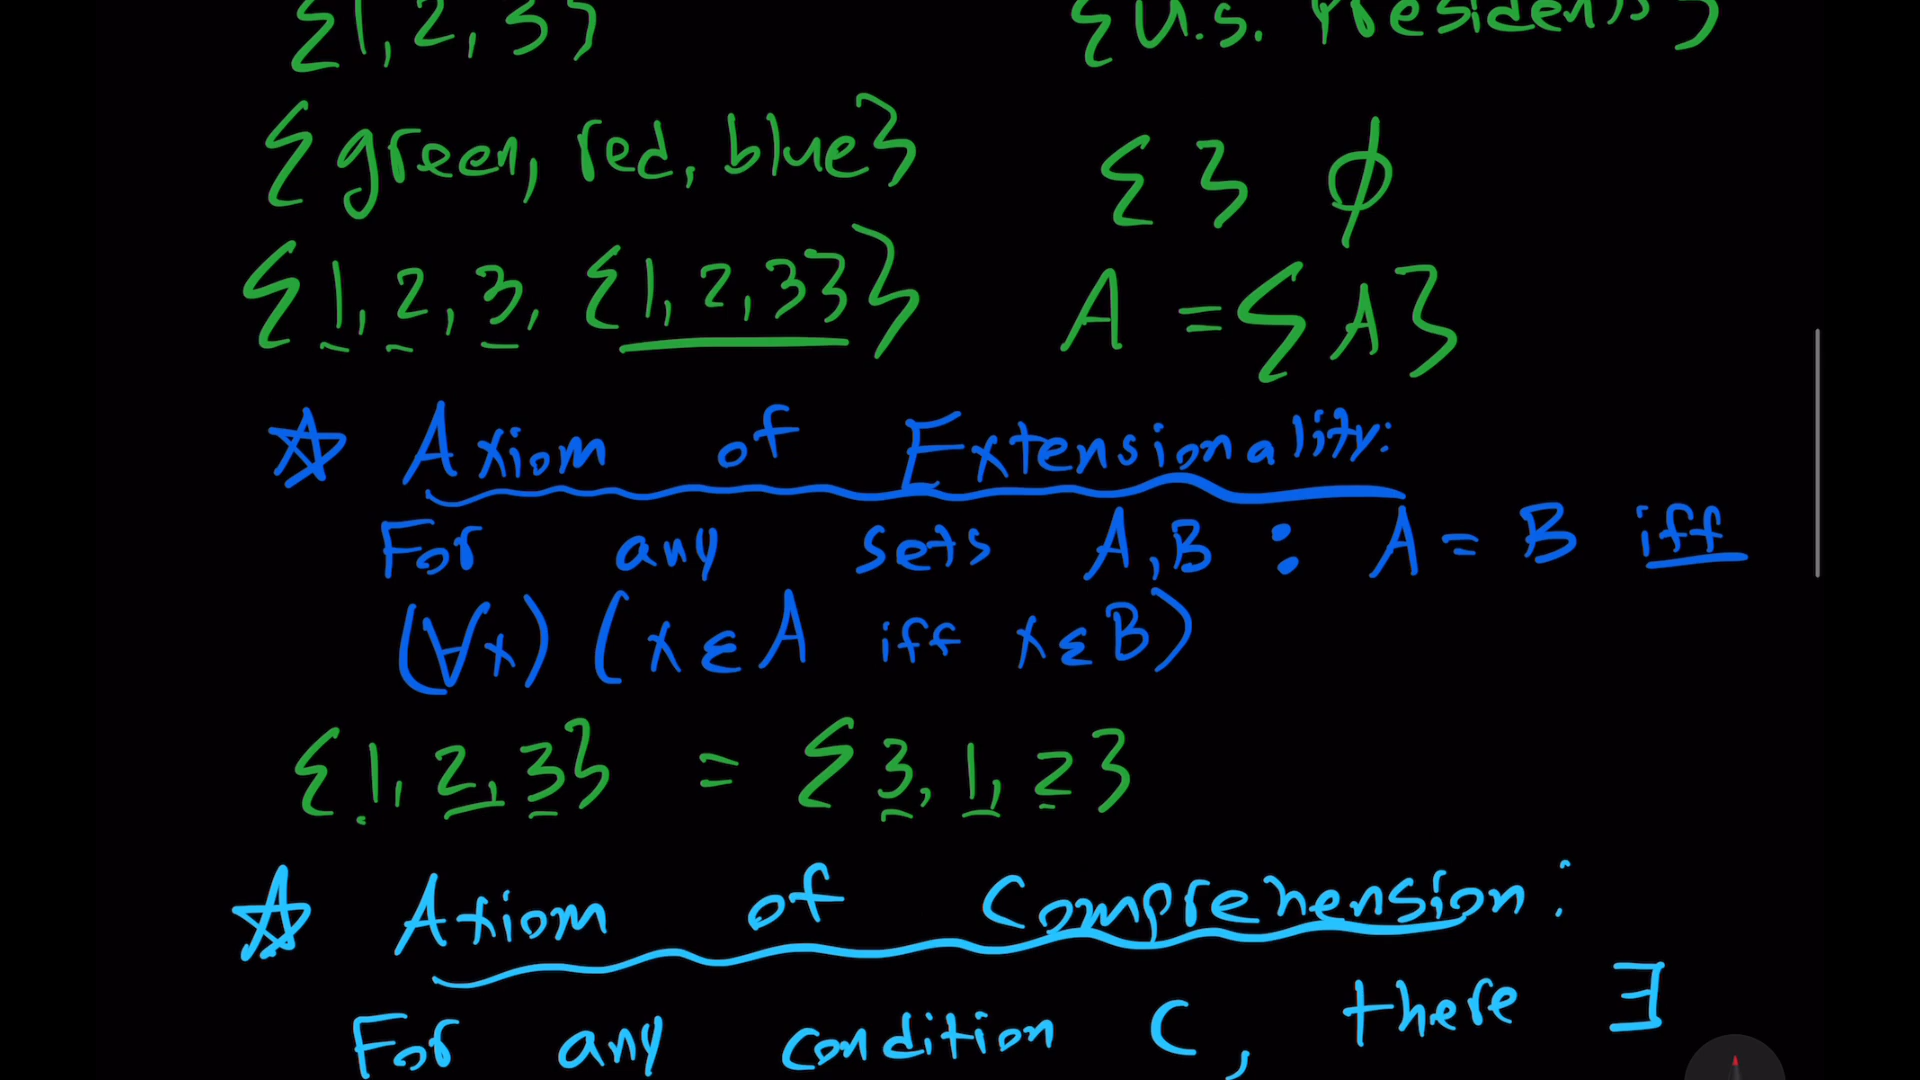 {1, 2, 3} {U.S. Presidents}
{green, red, blue} { } ϕ
{1, 2, 3, {1, 2, 3}} A = {A}
☆ Axiom of Extensionality:
For any sets A, B : A = B iff
(∀x) (x ε A iff x ε B)
{1, 2, 3} = {3, 1, 2}
☆ Axiom of Comprehension:
For any condition C, there ∃